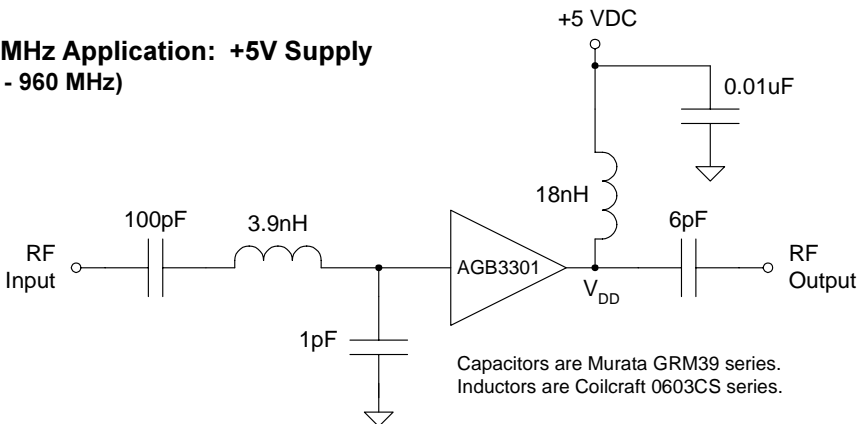 MHz Application: +5V Supply
- 960 MHz)
+5 VDC
0.01uF
18nH
100pF
3.9nH
6pF
RF
Input
AGB3301
VDD
RF
Output
1pF
Capacitors are Murata GRM39 series.
Inductors are Coilcraft 0603CS series.